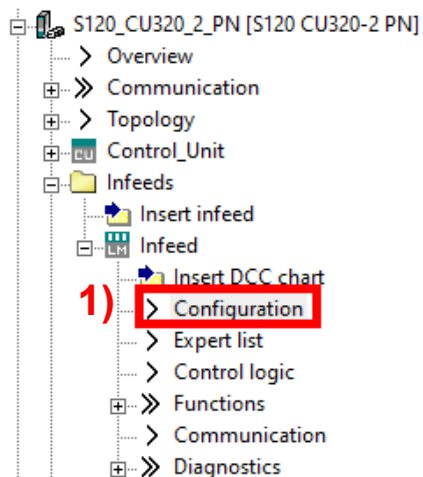 S120_CU320_2_PN [S120 CU320-2 PN]
Overview
Communication
Topology
CU Control_Unit
Infeeds
Insert infeed
LM Infeed
Insert DCC chart
1) Configuration
Expert list
Control logic
Functions
Communication
Diagnostics